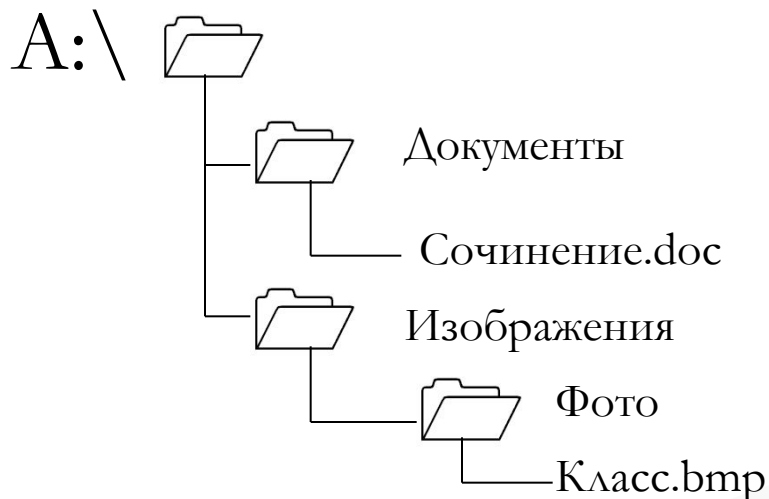 A:\
Документы
Сочинение.doc
Изображения
Фото
Класс.bmp